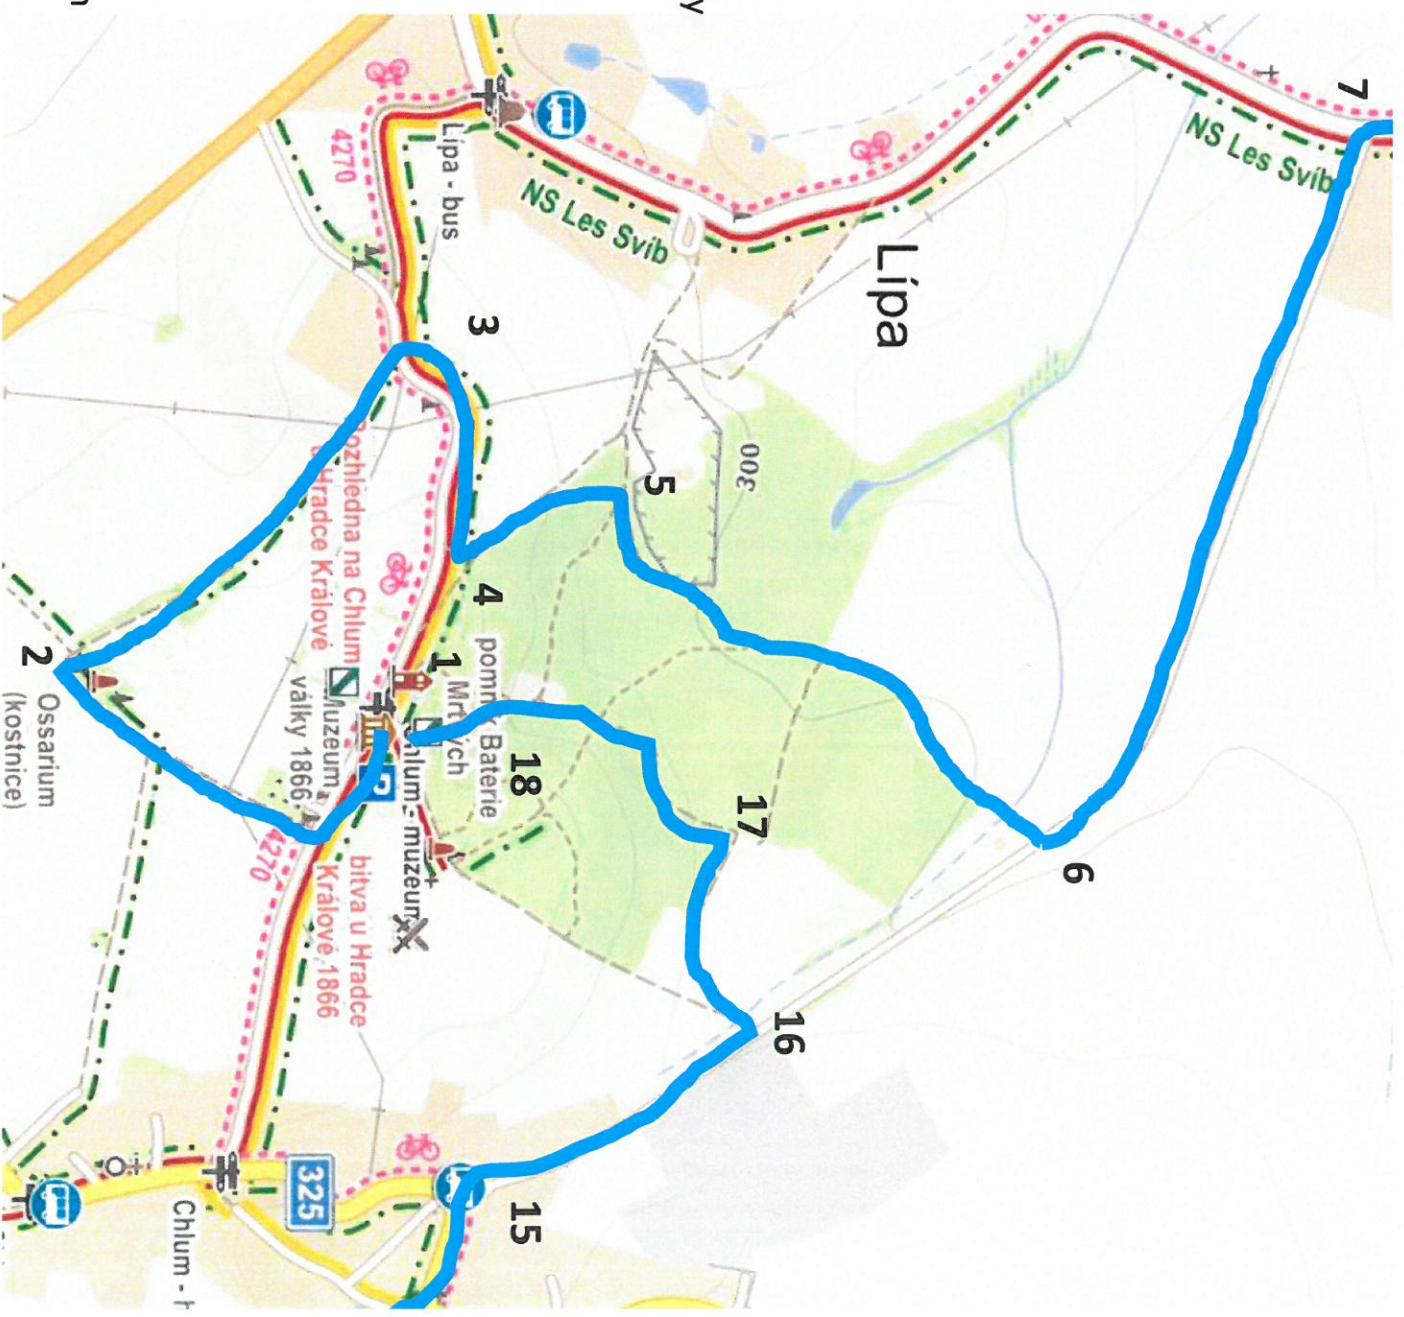 7
NS Les Svíb
Lípa
NS Les Svíb
Lípa - bus
4270
3
300
5
4
pomník Baterie
Mrtvých
1
Rozhledna na Chlum
u Hradce Králové
Muzeum
války 1866
P
Chlum - muzeum
2
Ossarium
(kostnice)
18
17
6
16
bitva u Hradce
Králové 1866
4270
325
15
Chlum - h